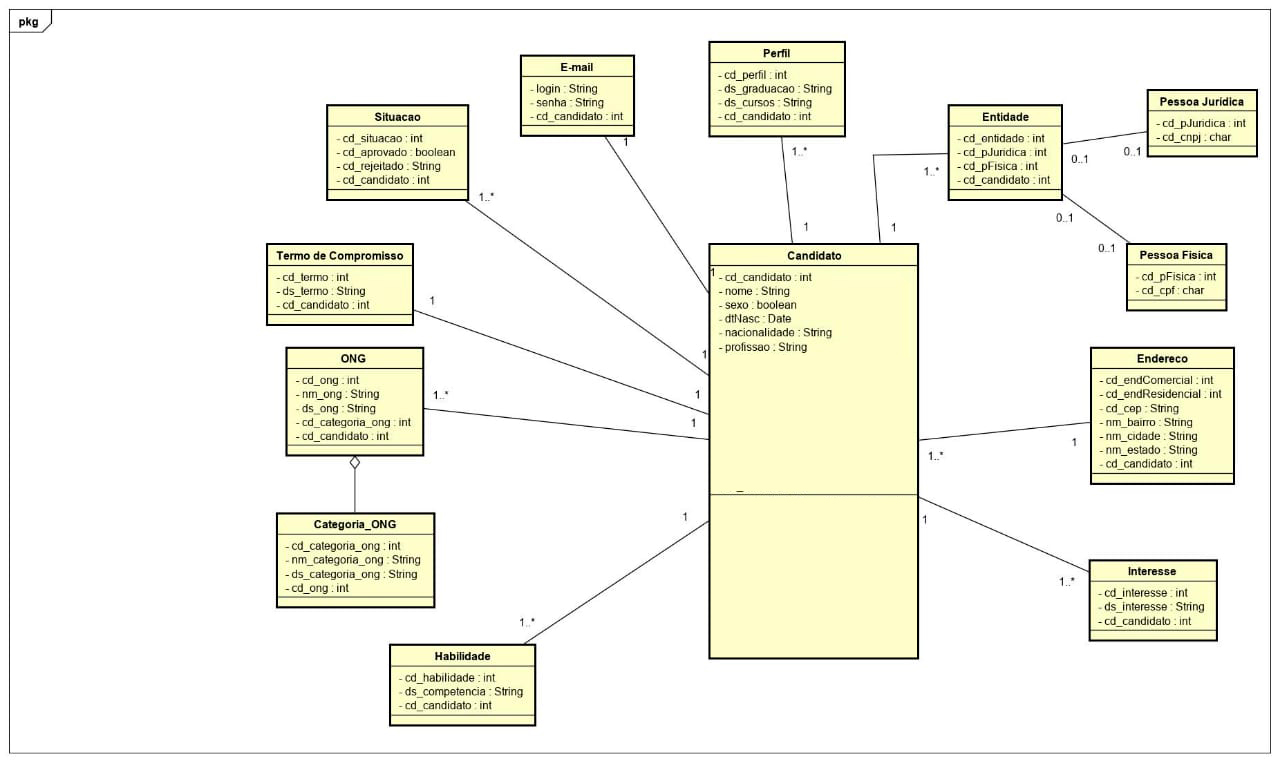 pkg
E-mail
- login : String
- senha : String
- cd_candidato : int
1
Perfil
- cd_perfil : int
- ds_graduacao : String
- ds_cursos : String
- cd_candidato : int
1..*
1
Situacao
- cd_situacao : int
- cd_aprovado : boolean
- cd_rejeitado : String
- cd_candidato : int
1..*
Entidade
- cd_entidade : int
- cd_pJuridica : int
- cd_pFisica : int
- cd_candidato : int
1..*
1
0..1
0..1
0..1
0..1
Pessoa Jurídica
- cd_pJuridica : int
- cd_cnpj : char
Pessoa Fisica
- cd_pFisica : int
- cd_cpf : char
Termo de Compromisso
- cd_termo : int
- ds_termo : String
- cd_candidato : int
1
Candidato
- cd_candidato : int
- nome : String
- sexo : boolean
- dtNasc : Date
- nacionalidade : String
- profissao : String
1
1
1
1
1
1
ONG
- cd_ong : int
- nm_ong : String
- ds_ong : String
- cd_categoria_ong : int
- cd_candidato : int
1..*
Endereco
- cd_endComercial : int
- cd_endResidencial : int
- cd_cep : String
- nm_bairro : String
- nm_cidade : String
- nm_estado : String
- cd_candidato : int
1..*
1
Categoria_ONG
- cd_categoria_ong : int
- nm_categoria_ong : String
- ds_categoria_ong : String
- cd_ong : int
Interesse
- cd_interesse : int
- ds_interesse : String
- cd_candidato : int
1..*
Habilidade
- cd_habilidade : int
- ds_competencia : String
- cd_candidato : int
1..*